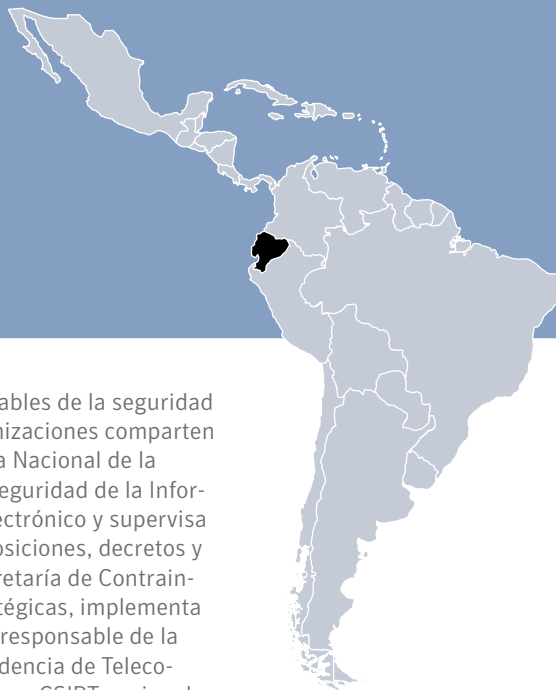 ables de la seguridad
nizaciones comparten
a Nacional de la
eguridad de la Infor-
ectrónico y supervisa
osiciones, decretos y
retaría de Contrain-
tégicas, implementa
responsable de la
dencia de Teleco-